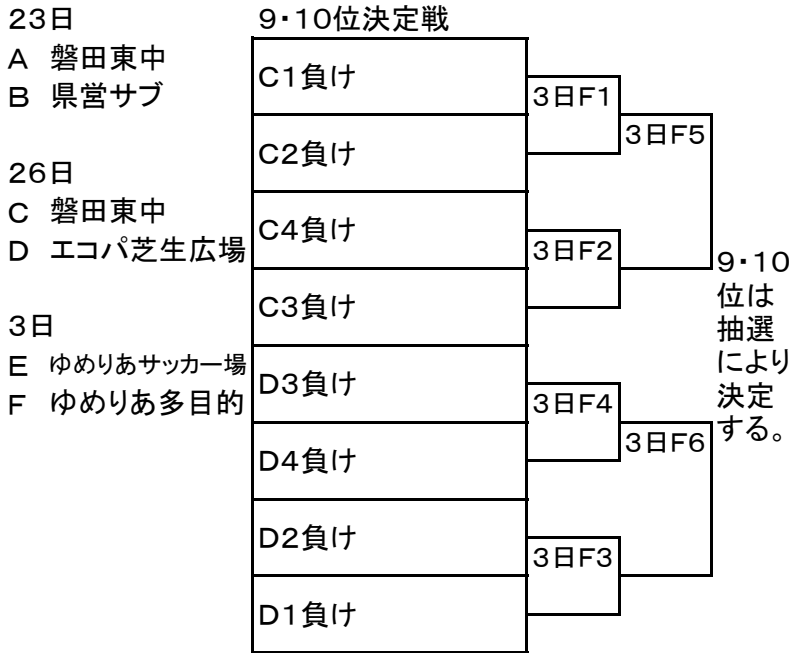 23日
A 磐田東中
B 県営サブ
26日
C 磐田東中
D エコパ芝生広場
3日
E ゆめりあサッカー場
F ゆめりあ多目的
9・10位決定戦
C1負け
C2負け
C4負け
C3負け
D3負け
D4負け
D2負け
D1負け
3日F1
3日F2
3日F4
3日F3
3日F5
3日F6
9・10
位は
抽選
により
決定
する。